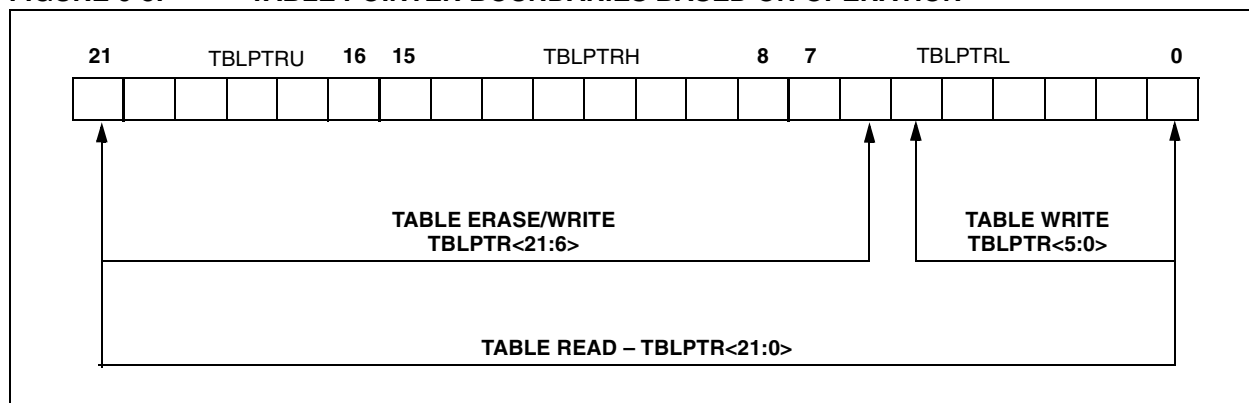 21 TBLPTRU 16 15 TBLPTRH 8 7 TBLPTRL 0
TABLE ERASE/WRITE TABLE WRITE
TBLPTR<21:6> TBLPTR<5:0>
TABLE READ – TBLPTR<21:0>